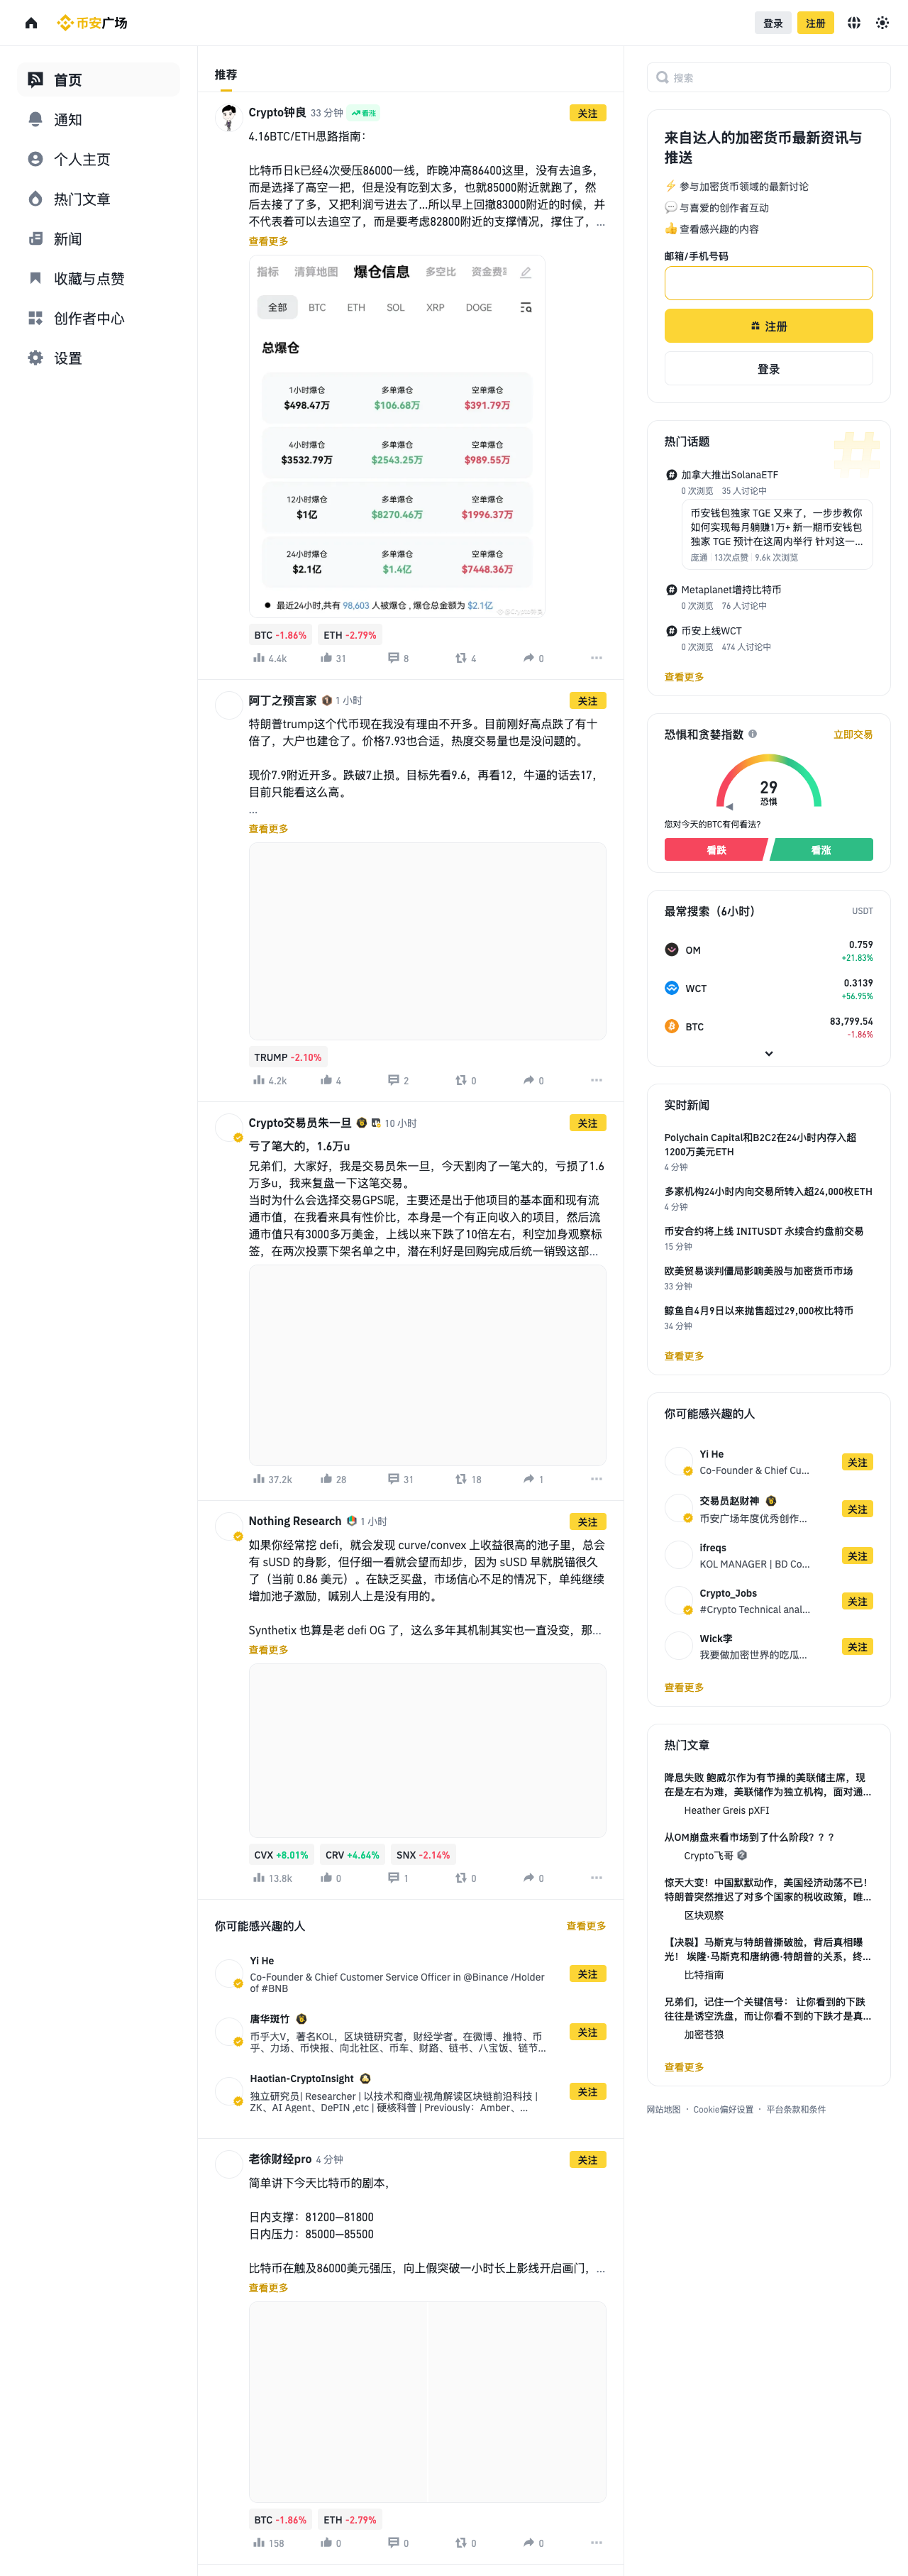 币安广场
登录
注册
首页
通知
个人主页
热门文章
新闻
收藏与点赞
创作者中心
设置
推荐
Crypto钟良 33 分钟 看涨
关注
4.16BTC/ETH思路指南：
比特币日k已经4次受压86000一线，昨晚冲高86400这里，没有去追多，
而是选择了高空一把，但是没有吃到太多，也就85000附近就跑了，然
后去接了了多，又把利润亏进去了...所以早上回撤83000附近的时候，并
不代表着可以去追空了，而是要考虑82800附近的支撑情况，撑住了，...
查看更多
指标 清算地图 爆仓信息 多空比 资金费
全部 BTC ETH SOL XRP DOGE
总爆仓
1小时爆仓 多单爆仓 空单爆仓
$498.47万 $106.68万 $391.79万
4小时爆仓 多单爆仓 空单爆仓
$3532.79万 $2543.25万 $989.55万
12小时爆仓 多单爆仓 空单爆仓
$1亿 $8270.46万 $1996.37万
24小时爆仓 多单爆仓 空单爆仓
$2.1亿 $1.4亿 $7448.36万
最近24小时,共有 98,603 人被爆仓 , 爆仓总金额为 $2.1亿
BTC -1.86% ETH -2.79%
4.4k 31 8 4 0
阿丁之预言家 1 小时
关注
特朗普trump这个代币现在我没有理由不开多。目前刚好高点跌了有十
倍了，大户也建仓了。价格7.93也合适，热度交易量也是没问题的。
现价7.9附近开多。跌破7止损。目标先看9.6，再看12，牛逼的话去17，
目前只能看这么高。
...
查看更多
TRUMP -2.10%
4.2k 4 2 0 0
Crypto交易员朱一旦 10 小时
关注
亏了笔大的，1.6万u
兄弟们，大家好，我是交易员朱一旦，今天割肉了一笔大的，亏损了1.6
万多u，我来复盘一下这笔交易。
当时为什么会选择交易GPS呢，主要还是出于他项目的基本面和现有流
通市值，在我看来具有性价比，本身是一个有正向收入的项目，然后流
通市值只有3000多万美金，上线以来下跌了10倍左右，利空加身观察标
签，在两次投票下架名单之中，潜在利好是回购完成后统一销毁这部...
37.2k 28 31 18 1
Nothing Research 1 小时
关注
如果你经常挖 defi，就会发现 curve/convex 上收益很高的池子里，总会
有 sUSD 的身影，但仔细一看就会望而却步，因为 sUSD 早就脱锚很久
了（当前 0.86 美元）。在缺乏买盘，市场信心不足的情况下，单纯继续
增加池子激励，喊别人上是没有用的。
Synthetix 也算是老 defi OG 了，这么多年其机制其实也一直没变，那...
查看更多
CVX +8.01% CRV +4.64% SNX -2.14%
13.8k 0 1 0 0
你可能感兴趣的人 查看更多
Yi He
Co-Founder & Chief Customer Service Officer in @Binance /Holder
of #BNB
关注
唐华斑竹
币乎大V，著名KOL，区块链研究者，财经学者。在微博、推特、币
乎、力场、币快报、向北社区、币车、财路、链书、八宝饭、链节...
关注
Haotian-CryptoInsight
独立研究员| Researcher | 以技术和商业视角解读区块链前沿科技 |
ZK、AI Agent、DePIN ,etc | 硬核科普 | Previously：Amber、...
关注
老徐财经pro 4 分钟
关注
简单讲下今天比特币的剧本，
日内支撑：81200—81800
日内压力：85000—85500
比特币在触及86000美元强压，向上假突破一小时长上影线开启画门，...
查看更多
BTC -1.86% ETH -2.79%
158 0 0 0 0
搜索
来自达人的加密货币最新资讯与
推送
参与加密货币领域的最新讨论
与喜爱的创作者互动
查看感兴趣的内容
邮箱/手机号码
注册
登录
热门话题
加拿大推出SolanaETF
0 次浏览 35 人讨论中
币安钱包独家 TGE 又来了，一步步教你
如何实现每月躺赚1万+ 新一期币安钱包
独家 TGE 预计在这周内举行 针对这一...
庞通 13次点赞 9.6k 次浏览
Metaplanet增持比特币
0 次浏览 76 人讨论中
币安上线WCT
0 次浏览 474 人讨论中
查看更多
恐惧和贪婪指数 立即交易
29
恐惧
您对今天的BTC有何看法?
看跌 看涨
最常搜索（6小时） USDT
OM 0.759
+21.83%
WCT 0.3139
+56.95%
BTC 83,799.54
-1.86%
实时新闻
Polychain Capital和B2C2在24小时内存入超
1200万美元ETH
4 分钟
多家机构24小时内向交易所转入超24,000枚ETH
4 分钟
币安合约将上线 INITUSDT 永续合约盘前交易
15 分钟
欧美贸易谈判僵局影响美股与加密货币市场
33 分钟
鲸鱼自4月9日以来抛售超过29,000枚比特币
34 分钟
查看更多
你可能感兴趣的人
Yi He
Co-Founder & Chief Cu...
关注
交易员赵财神
币安广场年度优秀创作...
关注
ifreqs
KOL MANAGER | BD Co...
关注
Crypto_Jobs
#Crypto Technical anal...
关注
Wick李
我要做加密世界的吃瓜...
关注
查看更多
热门文章
降息失败 鲍威尔作为有节操的美联储主席，现
在是左右为难，美联储作为独立机构，面对通...
Heather Greis pXFI
从OM崩盘来看市场到了什么阶段？？？
Crypto飞哥
惊天大变！中国默默动作，美国经济动荡不已！
特朗普突然推迟了对多个国家的税收政策，唯...
区块观察
【决裂】马斯克与特朗普撕破脸，背后真相曝
光！ 埃隆·马斯克和唐纳德·特朗普的关系，终...
比特指南
兄弟们，记住一个关键信号： 让你看到的下跌
往往是诱空洗盘，而让你看不到的下跌才是真...
加密苍狼
查看更多
网站地图 · Cookie偏好设置 · 平台条款和条件